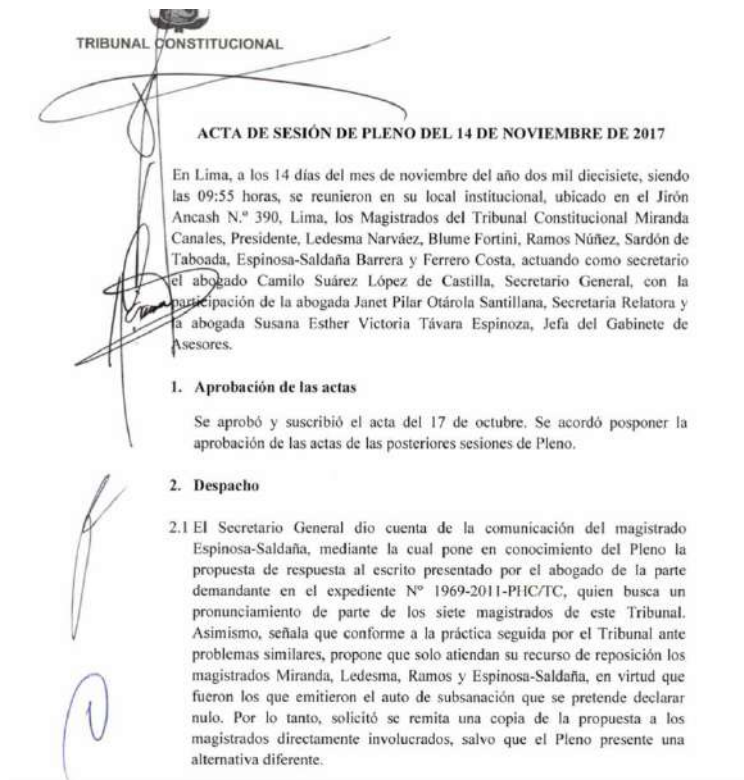 TRIBUNAL CONSTITUCIONAL
ACTA DE SESIÓN DE PLENO DEL 14 DE NOVIEMBRE DE 2017
En Lima, a los 14 días del mes de noviembre del año dos mil diecisiete, siendo
las 09:55 horas, se reunieron en su local institucional, ubicado en el Jirón
Ancash N.º 390, Lima, los Magistrados del Tribunal Constitucional Miranda
Canales, Presidente, Ledesma Narváez, Blume Fortini, Ramos Núñez, Sardón de
Taboada, Espinosa-Saldaña Barrera y Ferrero Costa, actuando como secretario
el abogado Camilo Suárez López de Castilla, Secretario General, con la
participación de la abogada Janet Pilar Otárola Santillana, Secretaria Relatora y
la abogada Susana Esther Victoria Távara Espinoza, Jefa del Gabinete de
Asesores.
1. Aprobación de las actas
Se aprobó y suscribió el acta del 17 de octubre. Se acordó posponer la
aprobación de las actas de las posteriores sesiones de Pleno.
2. Despacho
2.1 El Secretario General dio cuenta de la comunicación del magistrado
Espinosa-Saldaña, mediante la cual pone en conocimiento del Pleno la
propuesta de respuesta al escrito presentado por el abogado de la parte
demandante en el expediente Nº 1969-2011-PHC/TC, quien busca un
pronunciamiento de parte de los siete magistrados de este Tribunal.
Asimismo, señala que conforme a la práctica seguida por el Tribunal ante
problemas similares, propone que solo atiendan su recurso de reposición los
magistrados Miranda, Ledesma, Ramos y Espinosa-Saldaña, en virtud que
fueron los que emitieron el auto de subsanación que se pretende declarar
nulo. Por lo tanto, solicitó se remita una copia de la propuesta a los
magistrados directamente involucrados, salvo que el Pleno presente una
alternativa diferente.